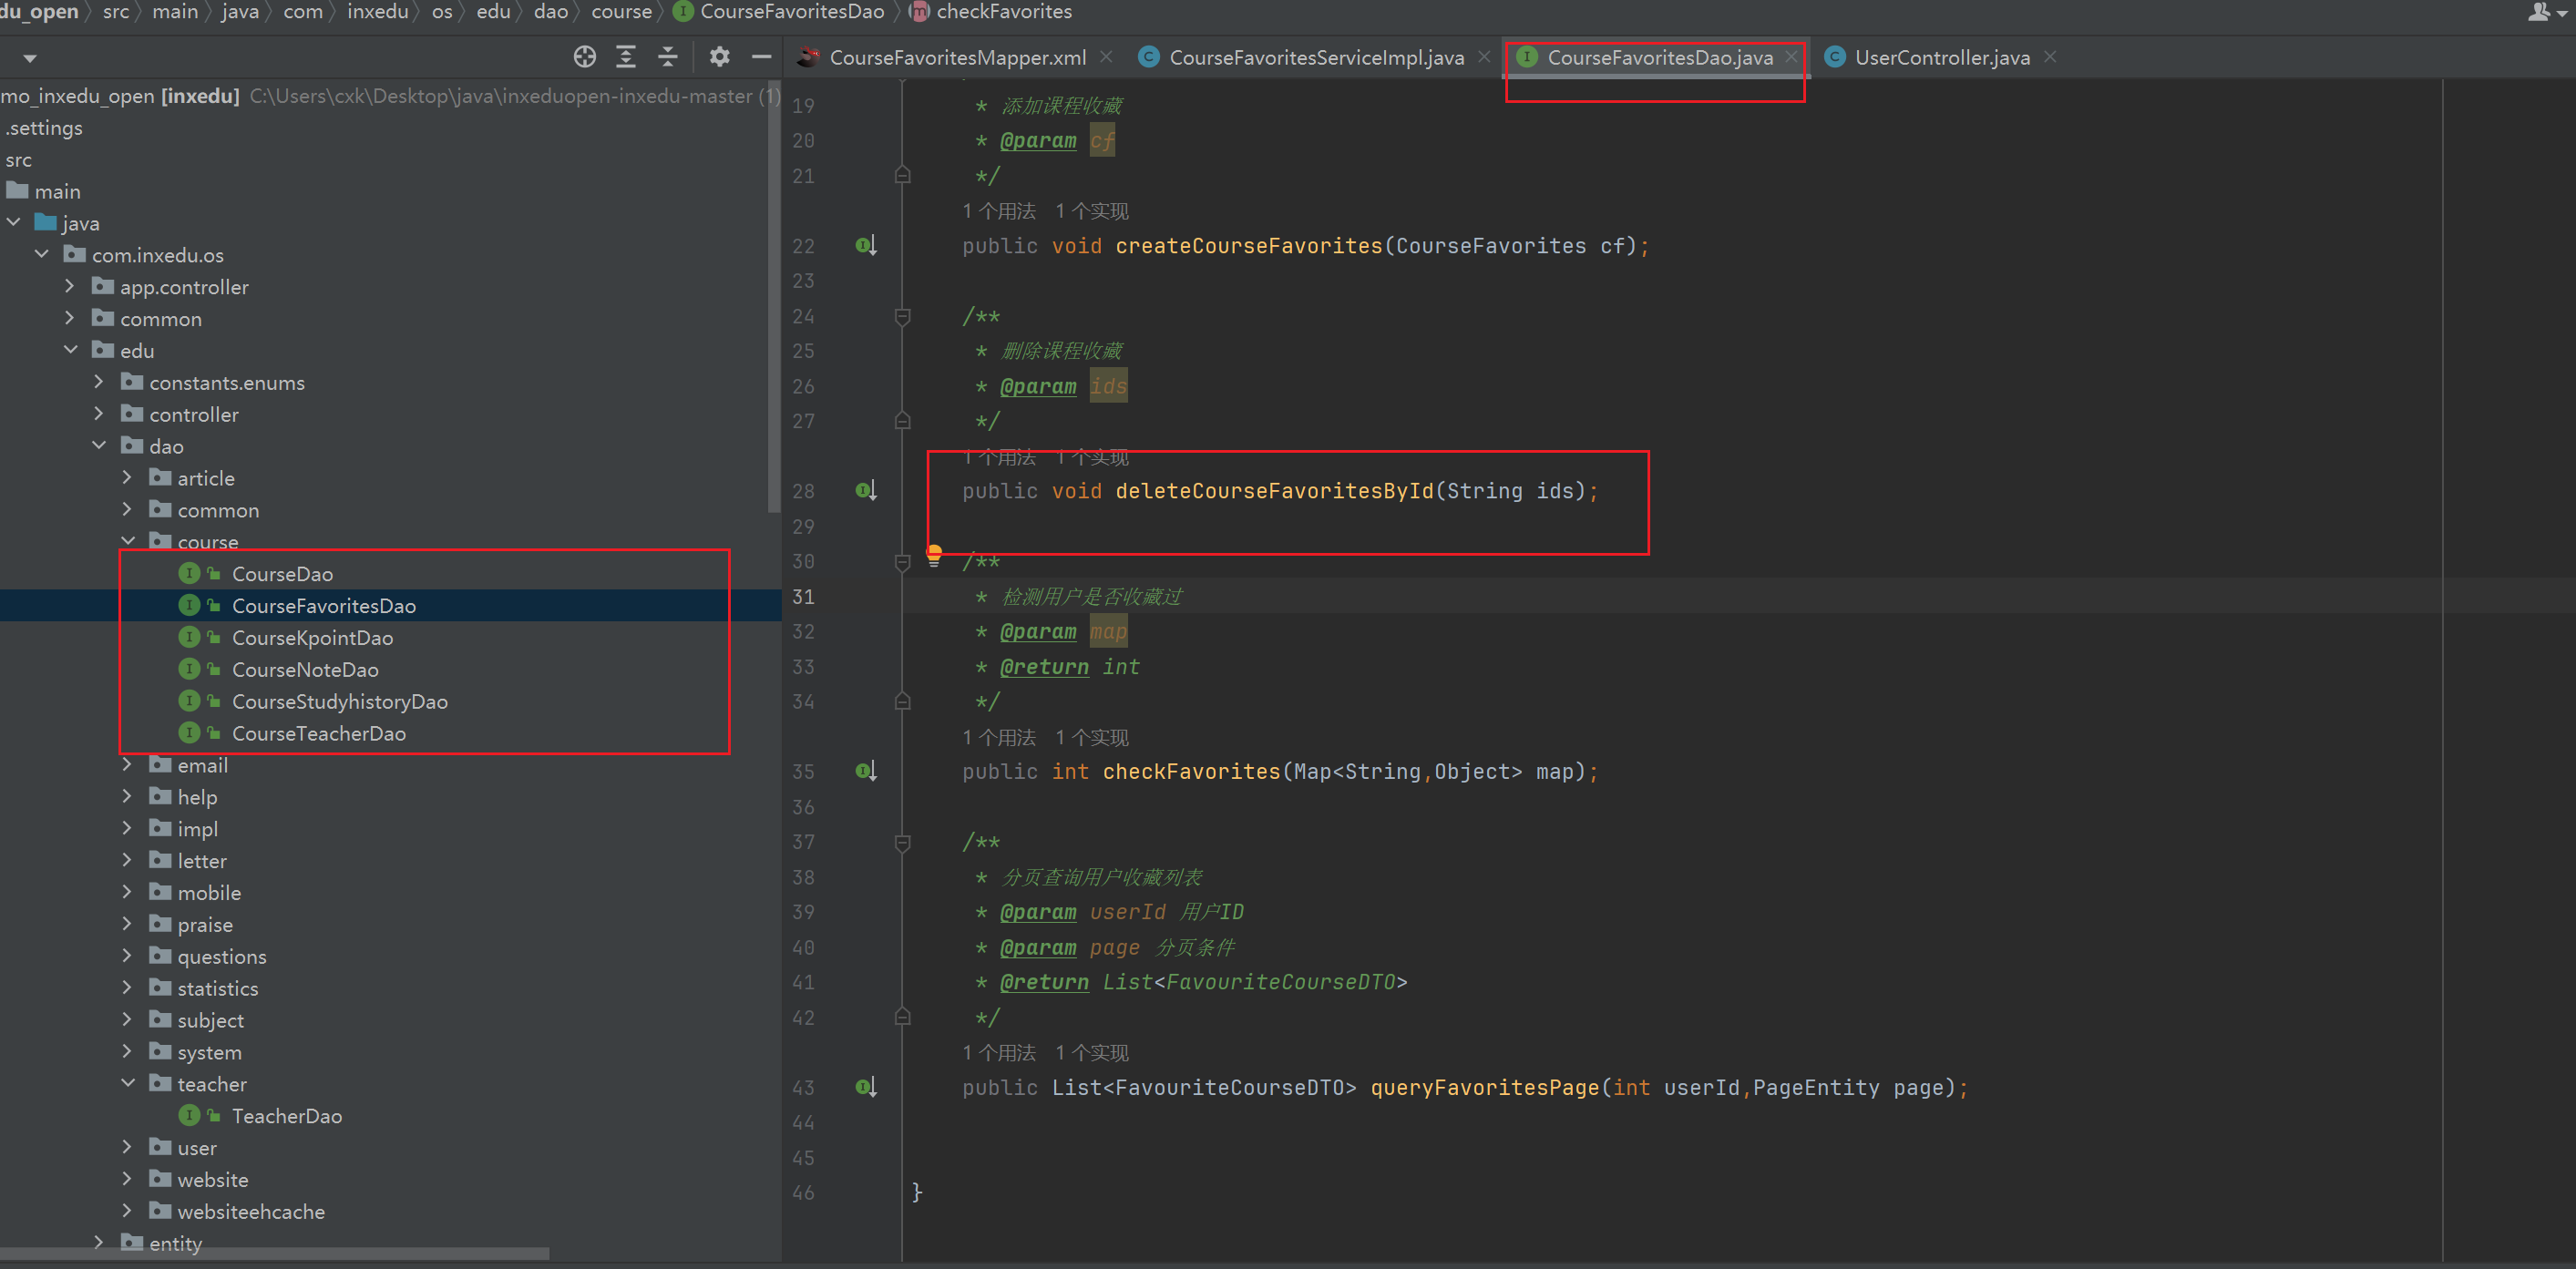 du_open 〉 src 〉 main 〉 java 〉 com 〉 inxedu 〉 os 〉 edu 〉 dao 〉 course 〉 CourseFavoritesDao 〉 checkFavorites
CourseFavoritesMapper.xml CourseFavoritesServiceImpl.java CourseFavoritesDao.java UserController.java
mo_inxedu_open [inxedu] C:\Users\cxk\Desktop\java\inxeduopen-inxedu-master (1)
.settings
src
main
java
com.inxedu.os
app.controller
common
edu
constants.enums
controller
dao
article
common
course
CourseDao
CourseFavoritesDao
CourseKpointDao
CourseNoteDao
CourseStudyhistoryDao
CourseTeacherDao
email
help
impl
letter
mobile
praise
questions
statistics
subject
system
teacher
TeacherDao
user
website
websiteehcache
entity
19 * 添加课程收藏
20 * @param cf
21 */
1 个用法 1 个实现
22 public void createCourseFavorites(CourseFavorites cf);
23
24 /**
25 * 删除课程收藏
26 * @param ids
27 */
1 个用法 1 个实现
28 public void deleteCourseFavoritesById(String ids);
29
30 /**
31 * 检测用户是否收藏过
32 * @param map
33 * @return int
34 */
1 个用法 1 个实现
35 public int checkFavorites(Map<String,Object> map);
36
37 /**
38 * 分页查询用户收藏列表
39 * @param userId 用户ID
40 * @param page 分页条件
41 * @return List<FavouriteCourseDTO>
42 */
1 个用法 1 个实现
43 public List<FavouriteCourseDTO> queryFavoritesPage(int userId,PageEntity page);
44
45
46 }